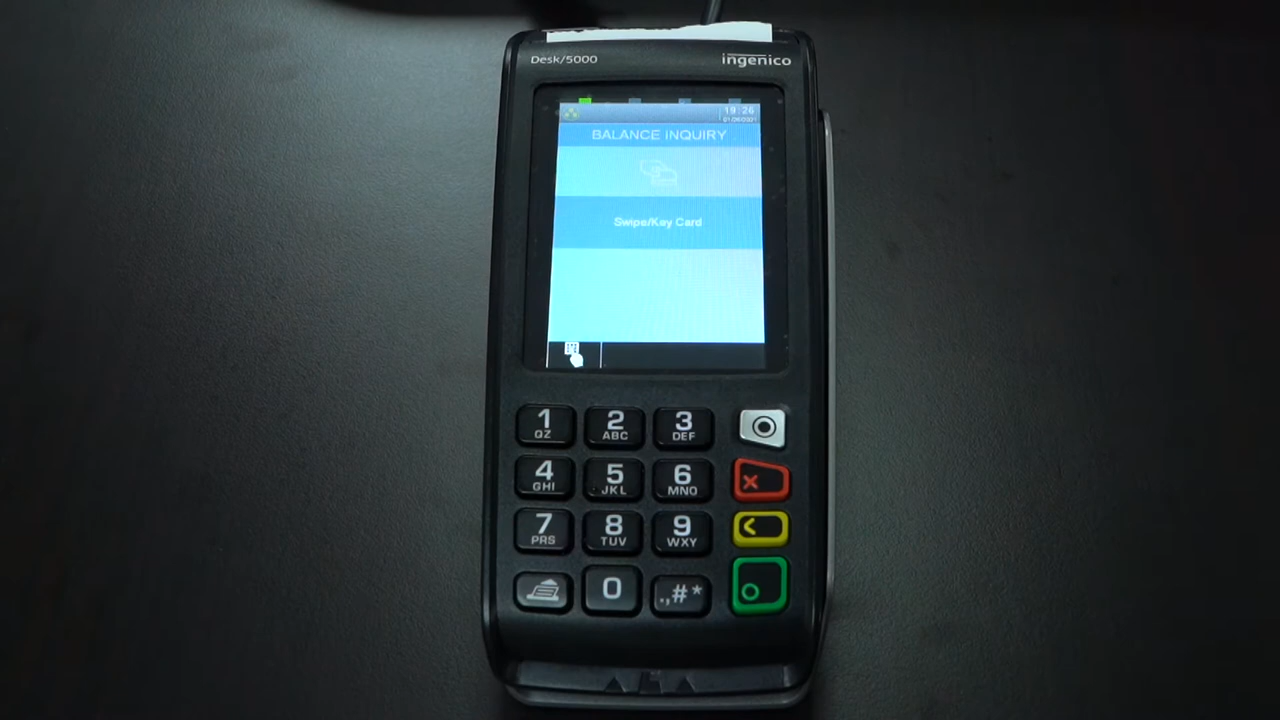 Desk/5000 ingenico
19:26
BALANCE INQUIRY
Swipe/Key Card
1 2 3
QZ ABC DEF
4 5 6
GHI JKL MNO
7 8 9
PRS TUV WXY
0 .,#*